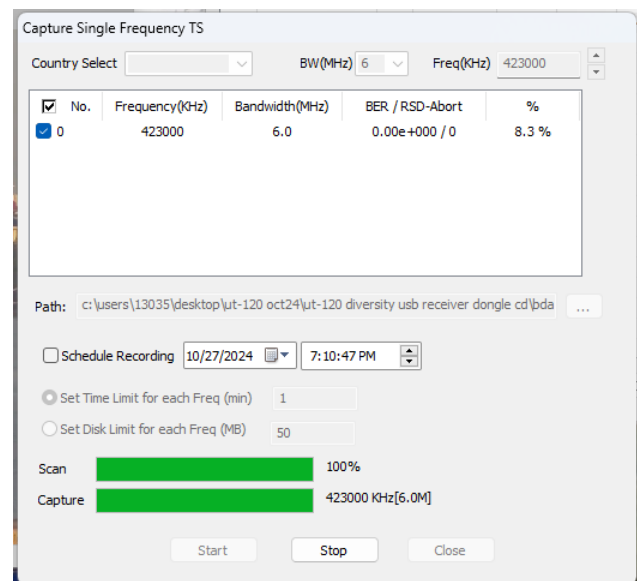 Capture Single Frequency TS
Country Select BW(MHz) 6 Freq(KHz) 423000
No. Frequency(KHz) Bandwidth(MHz) BER / RSD-Abort %
0 423000 6.0 0.00e+000 / 0 8.3 %
Path: c:\users\13035\desktop\ut-120 oct24\ut-120 diversity usb receiver dongle cd\bda ...
Schedule Recording 10/27/2024 7:10:47 PM
Set Time Limit for each Freq (min) 1
Set Disk Limit for each Freq (MB) 50
Scan 100%
Capture 423000 KHz[6.0M]
Start Stop Close